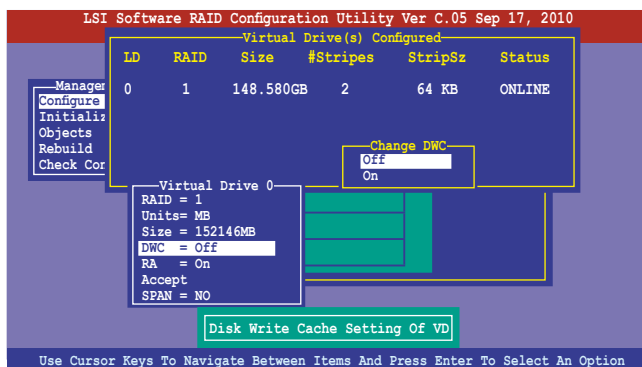 LSI Software RAID Configuration Utility Ver C.05 Sep 17, 2010
Virtual Drive(s) Configured
LD RAID Size #Stripes StripSz Status
0 1 148.580GB 2 64 KB ONLINE
Manager
Configure
Initializ
Objects
Rebuild
Check Con
Change DWC
Off
On
Virtual Drive 0
RAID = 1
Units= MB
Size = 152146MB
DWC = Off
RA = On
Accept
SPAN = NO
Disk Write Cache Setting Of VD
Use Cursor Keys To Navigate Between Items And Press Enter To Select An Option